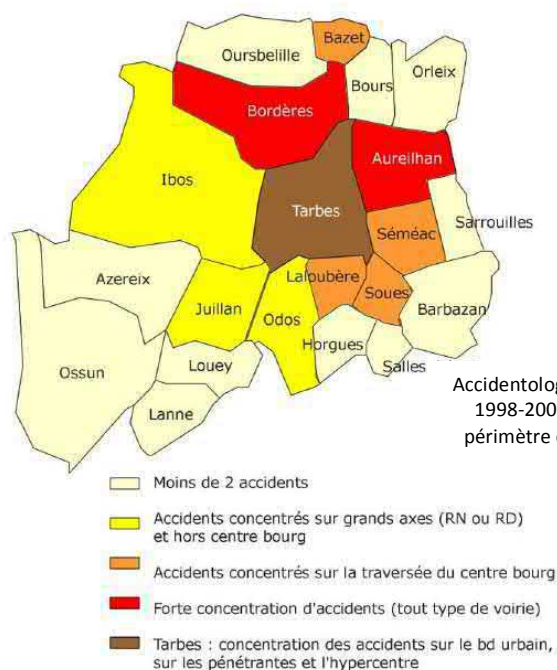 Bazet
Oursbelille
Orleix
Bours
Bordères
Aureilhan
Ibos
Tarbes
Séméac
Sarrouilles
Azereix
Laloubère
Soues
Juillan
Odos
Barbazan
Horgues
Louey
Salles
Ossun
Lanne
1998-200
périmètre
Moins de 2 accidents
Accidents concentrés sur grands axes (RN ou RD)
et hors centre bourg
Accidents concentrés sur la traversée du centre bourg
Forte concentration d'accidents (tout type de voirie)
Tarbes : concentration des accidents sur le bd urbain,
sur les pénétrantes et l'hypercentre